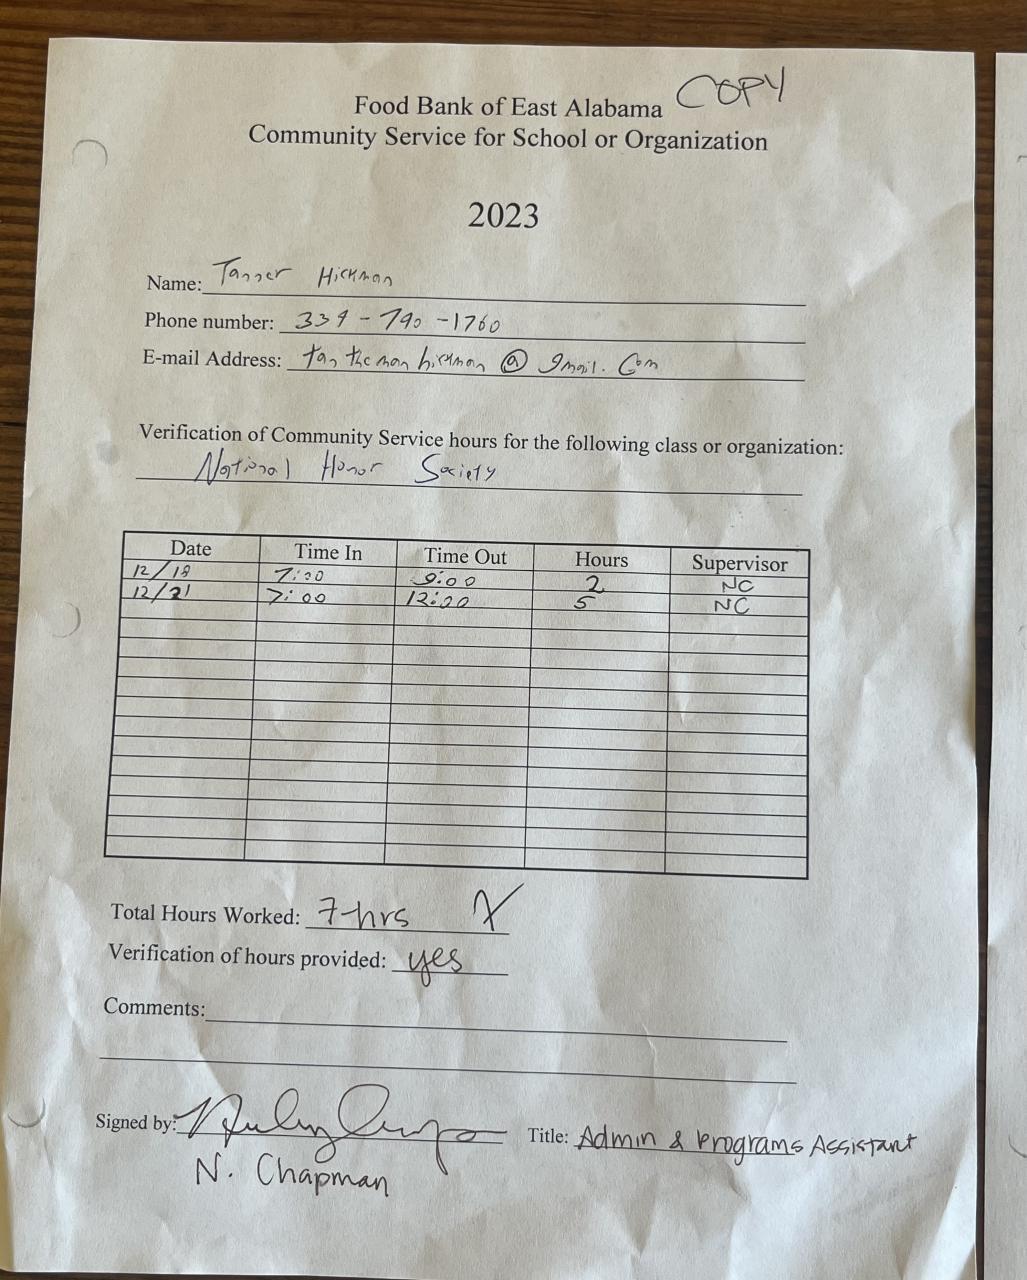 COPY
Food Bank of East Alabama
Community Service for School or Organization
2023
Name: Tanner Hickman
Phone number: 334-790-1760
E-mail Address: tan the man hickman @ gmail. Com
Verification of Community Service hours for the following class or organization:
National Honor Society
Date Time In Time Out Hours Supervisor
12/18 7:00 9:00 2 NC
12/21 7:00 12:00 5 NC
Total Hours Worked: 7 hrs
Verification of hours provided: yes
Comments:
Signed by: Title: Admin & Programs Assistant
N. Chapman